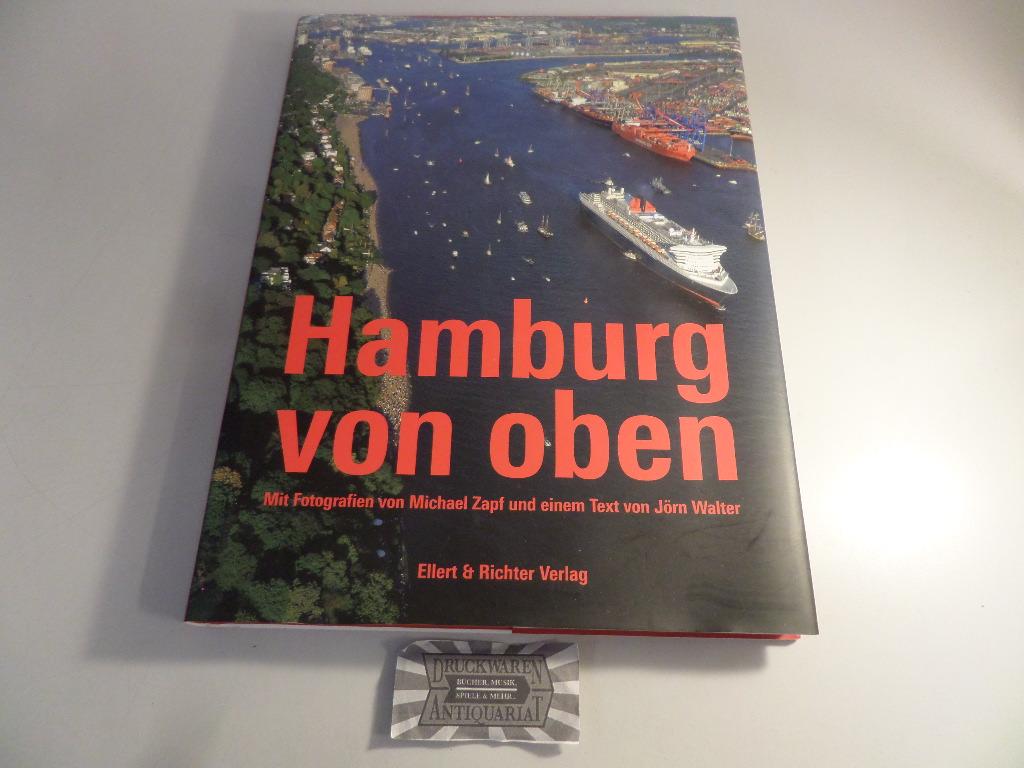 Hamburg
von oben
Mit Fotografien von Michael Zapf und einem Text von Jörn Walter
Ellert & Richter Verlag
DRUCKWAREN
BÜCHER, MUSIK,
SPIELE & MEHR...
ANTIQUARIAT